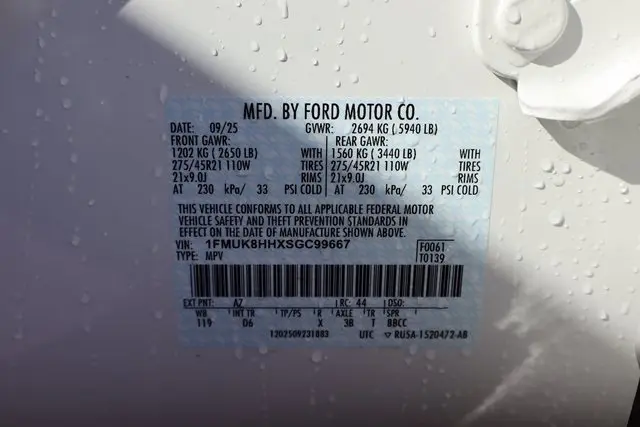 MFD. BY FORD MOTOR CO.
DATE: 09/25 GVWR: 2694 KG ( 5940 LB)
FRONT GAWR: REAR GAWR:
1202 KG ( 2650 LB) WITH 1560 KG ( 3440 LB) WITH
275/45R21 110W TIRES 275/45R21 110W TIRES
21x9.0J RIMS 21x9.0J RIMS
AT 230 kPa/ 33 PSI COLD AT 230 kPa/ 33 PSI COLD
THIS VEHICLE CONFORMS TO ALL APPLICABLE FEDERAL MOTOR
VEHICLE SAFETY AND THEFT PREVENTION STANDARDS IN
EFFECT ON THE DATE OF MANUFACTURE SHOWN ABOVE.
VIN: 1FMUK8HHXSGC99667 F0061
TYPE: MPV T0139
EXT PNT: AZ RC: 44 DSO:
WB INT TR TP/PS R AXLE TR SPR
119 D6 X 3B T BBCC
1202509231883 UTC ▽ RU5A-1520472-AB